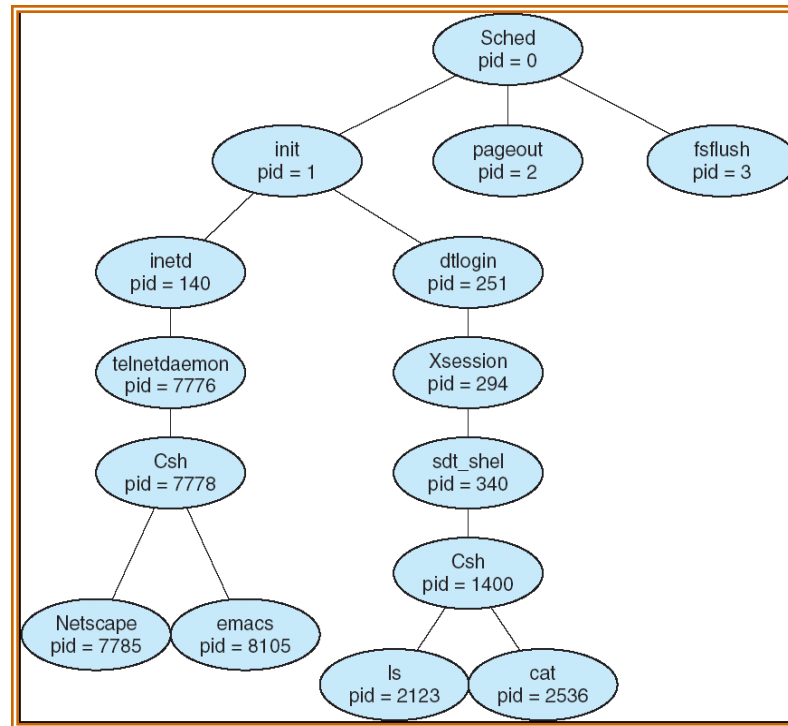 Sched
pid = 0
init
pid = 1
pageout
pid = 2
fsflush
pid = 3
inetd
pid = 140
dtlogin
pid = 251
telnetdaemon
pid = 7776
Xsession
pid = 294
Csh
pid = 7778
sdt_shel
pid = 340
Csh
pid = 1400
Netscape
pid = 7785
emacs
pid = 8105
ls
pid = 2123
cat
pid = 2536